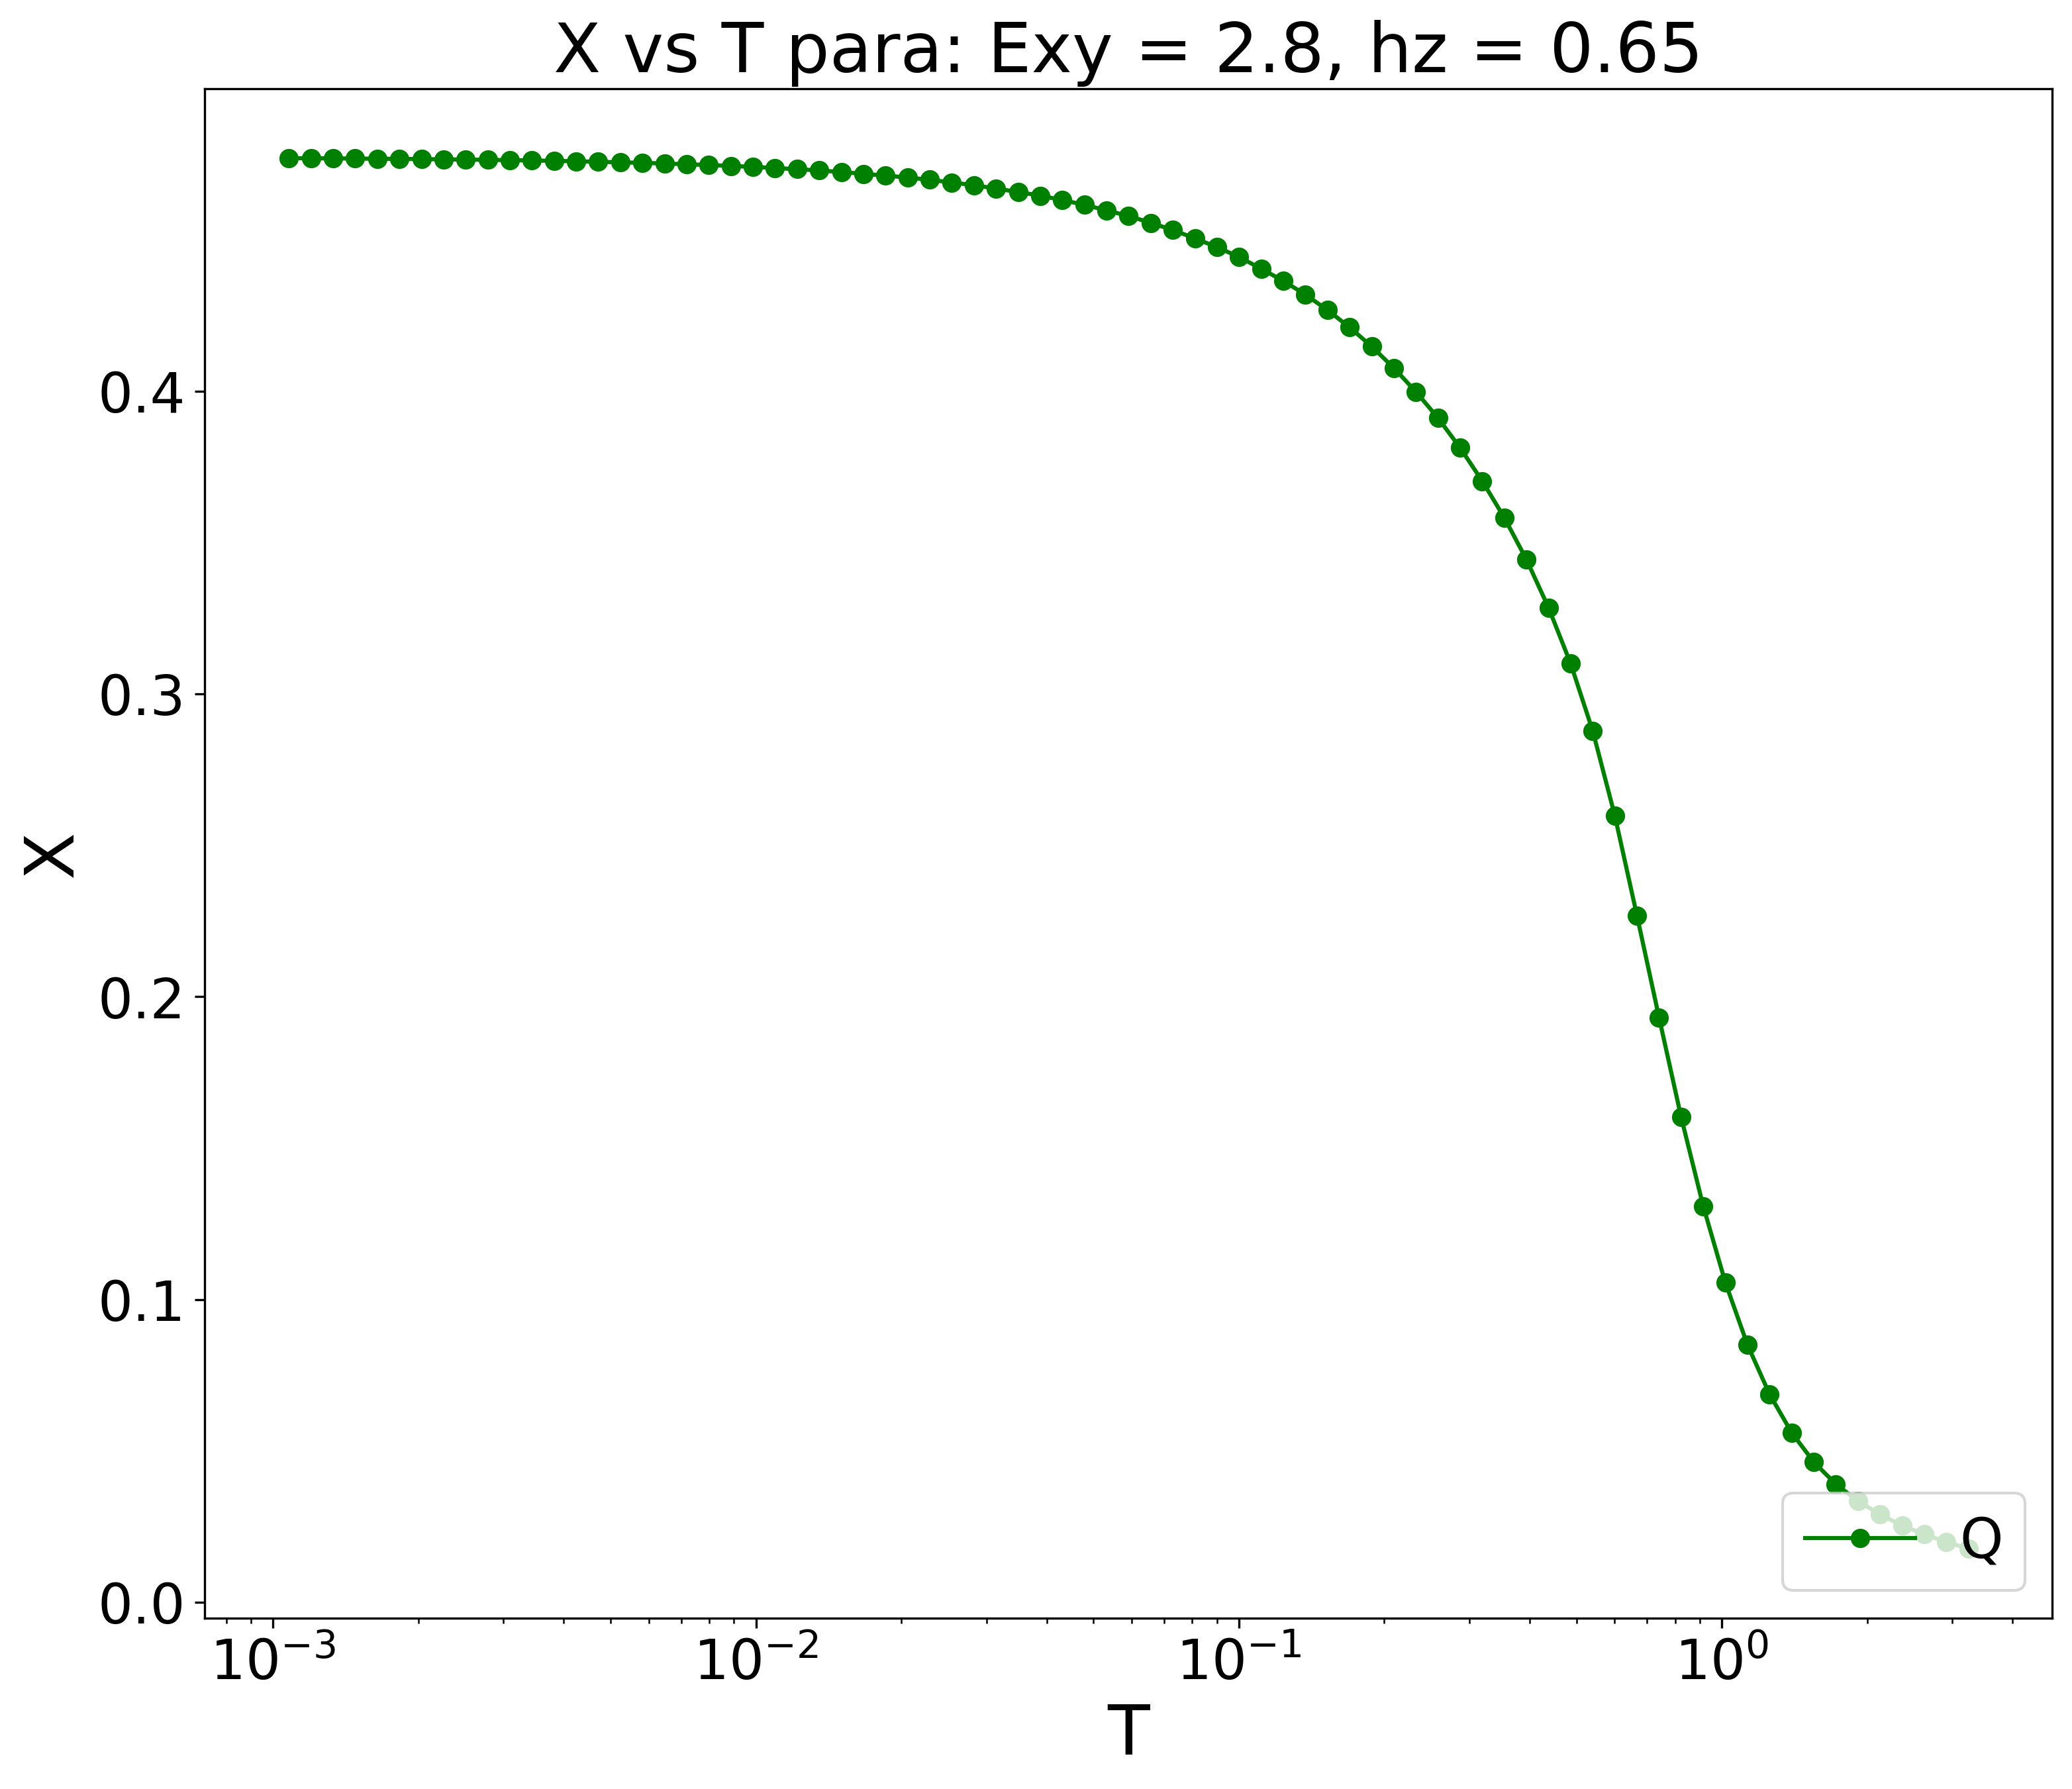 X vs T para: Exy = 2.8, hz = 0.65
X
0.4
0.3
0.2
0.1
0.0
Q
10⁻³ 10⁻² 10⁻¹ 10⁰
T